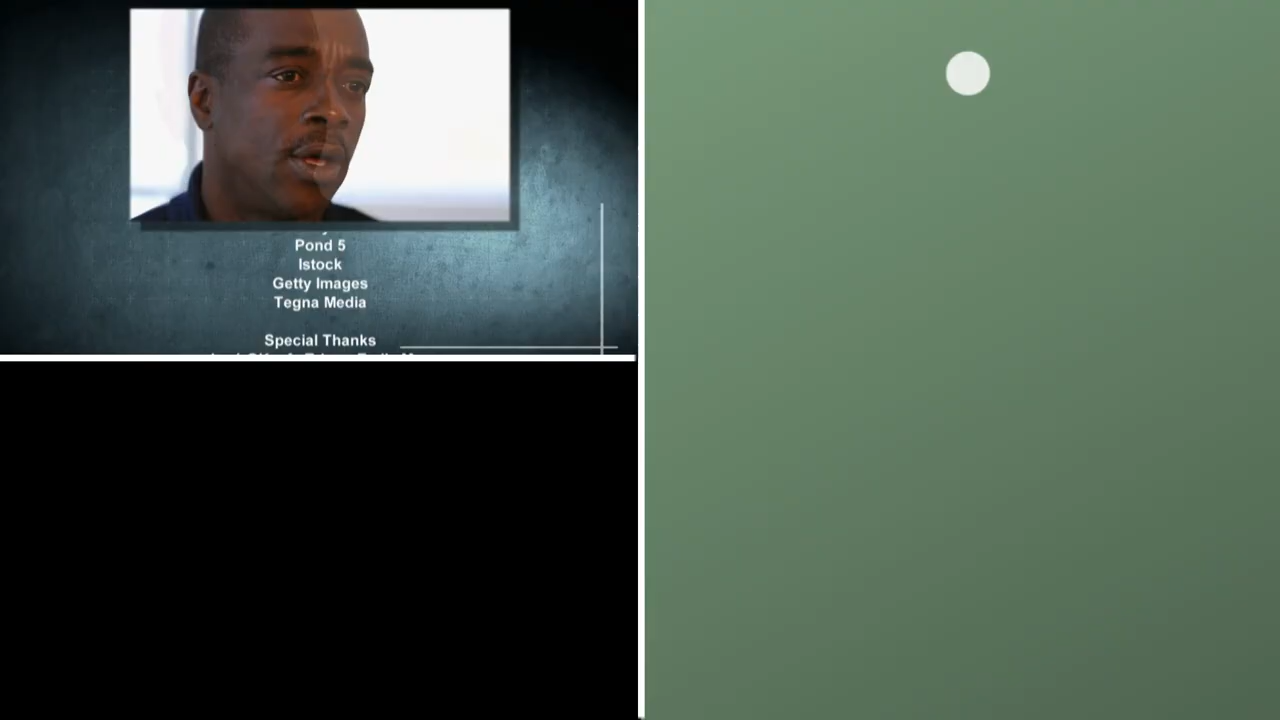 Pond 5
Istock
Getty Images
Tegna Media
Special Thanks